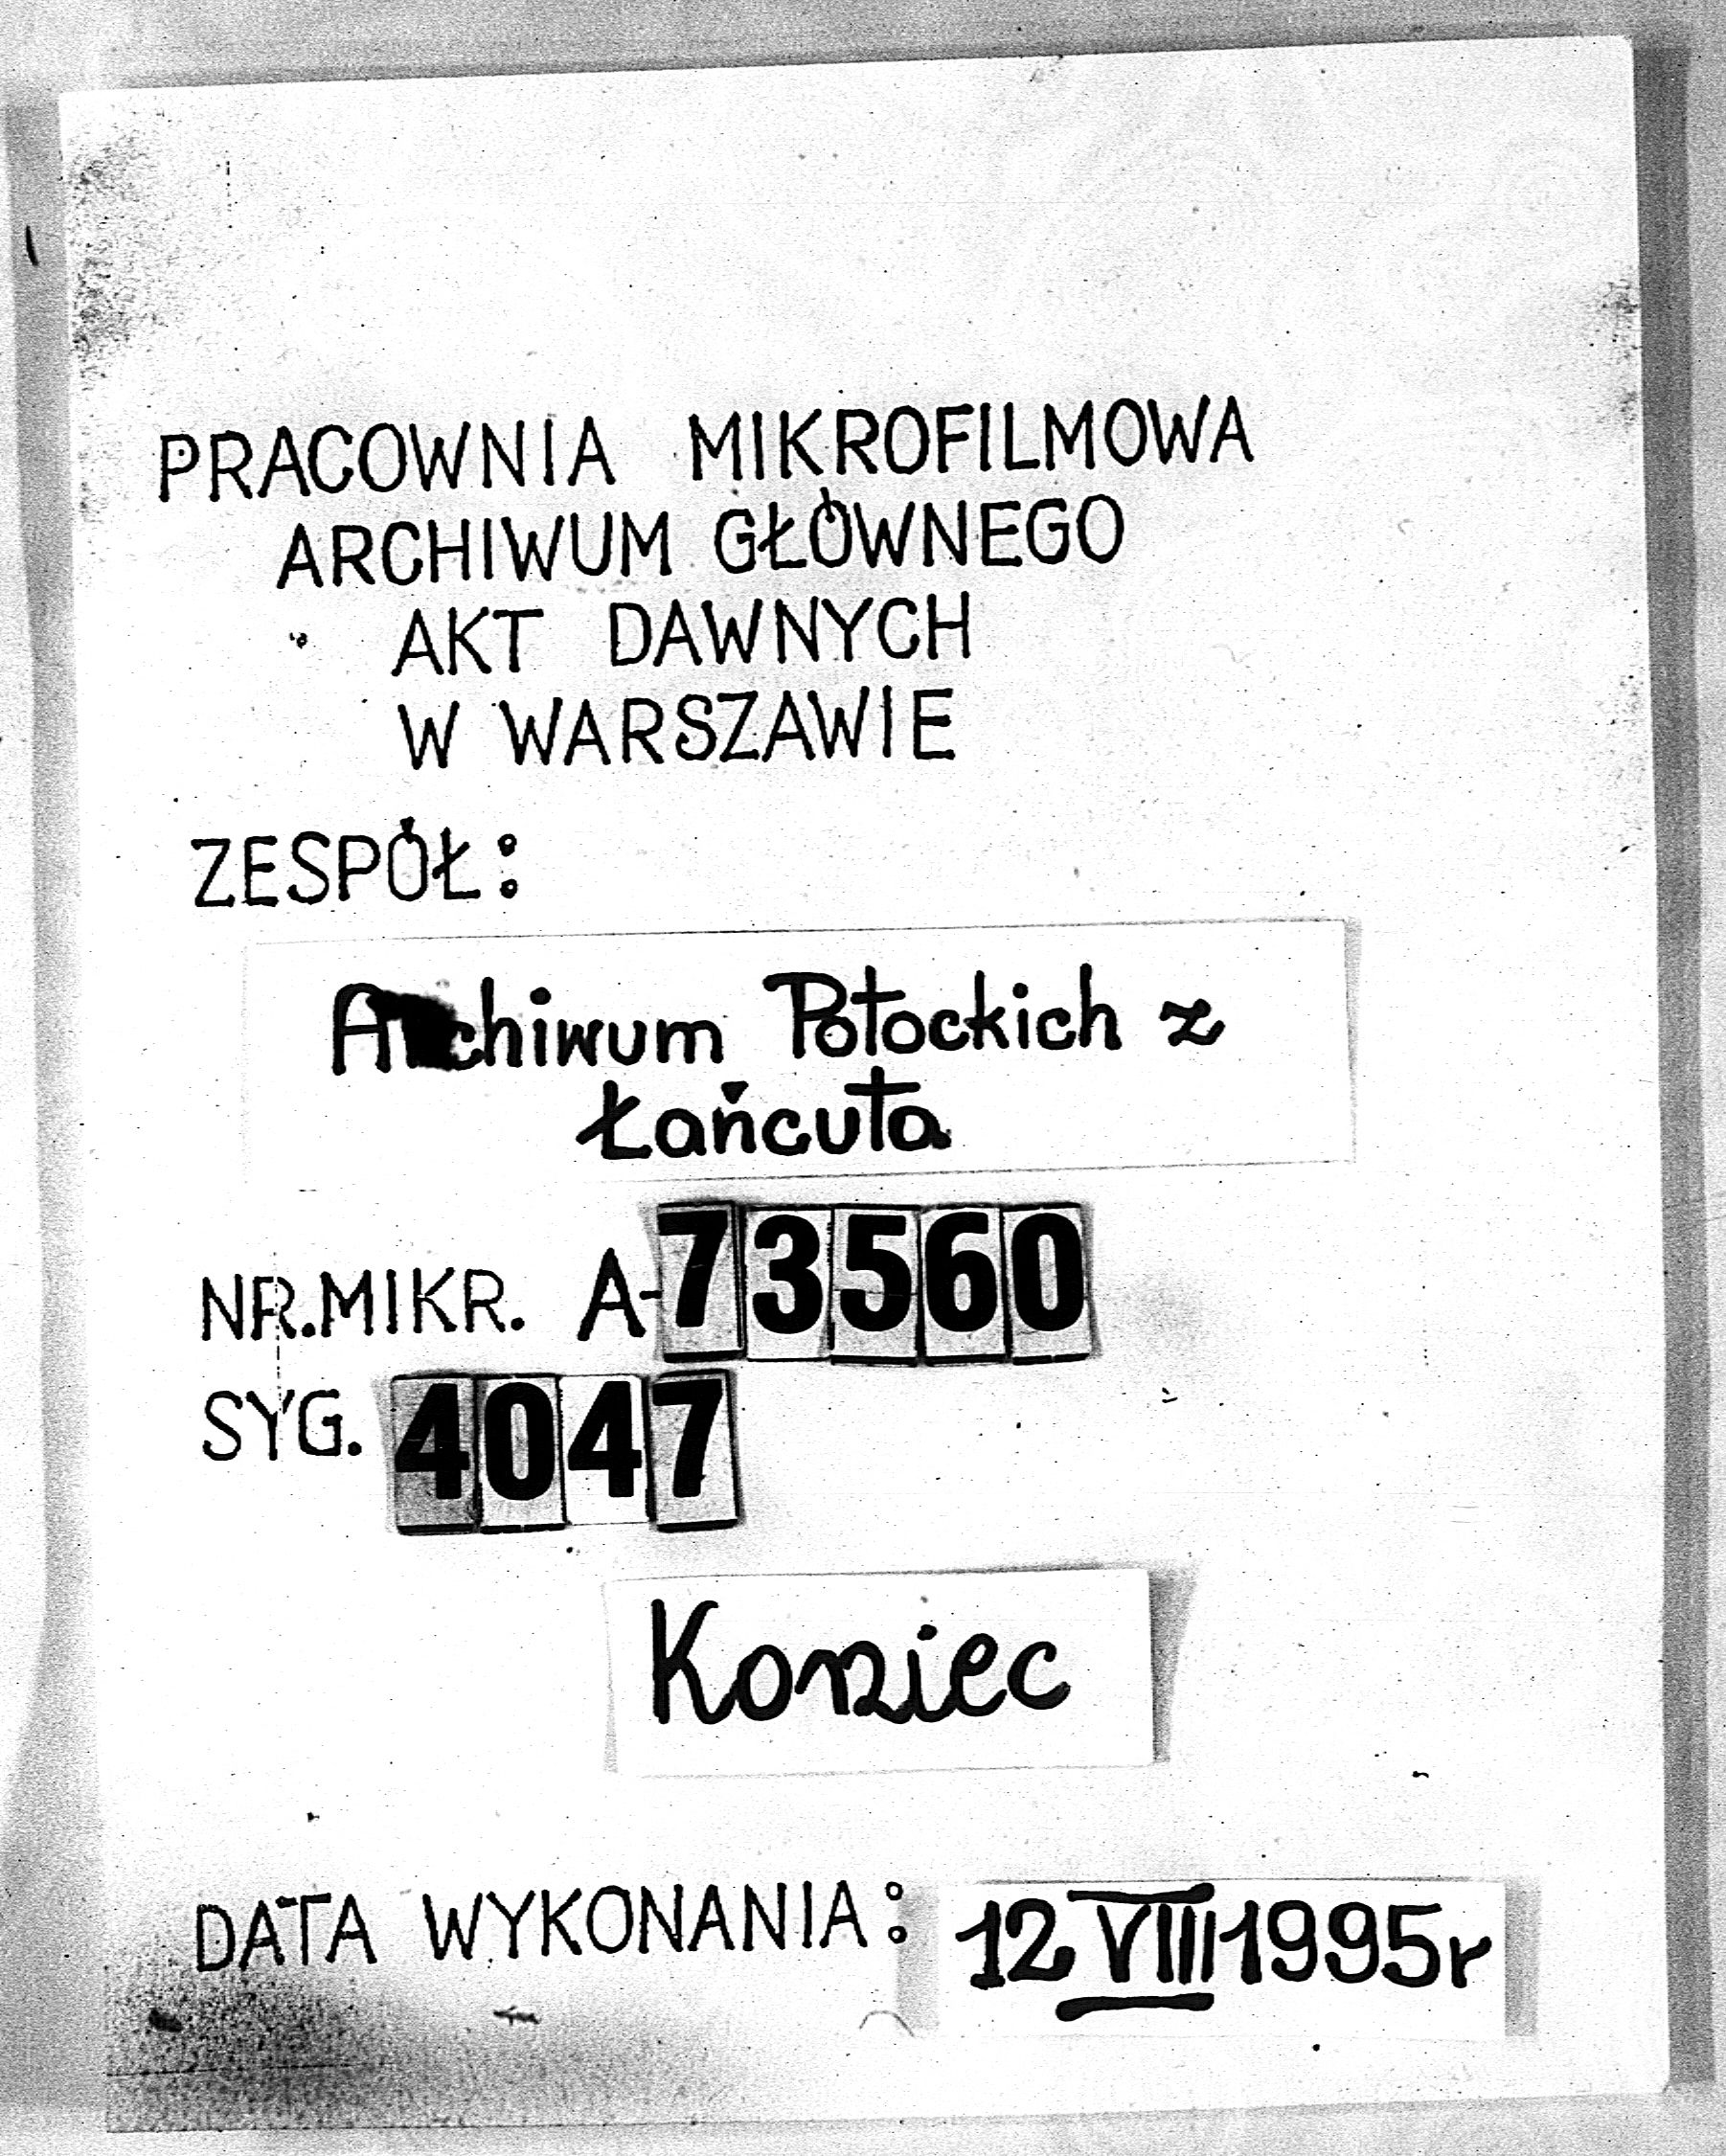 PRACOWNIA MIKROFILMOWA
ARCHIWUM GŁÓWNEGO
AKT DAWNYCH
W WARSZAWIE
ZESPÓŁ:
Archiwum Potockich z
Łańcuta
NR.MIKR. A-73560
SYG. 4047
Koniec
DATA WYKONANIA: 12 VIII 1995r